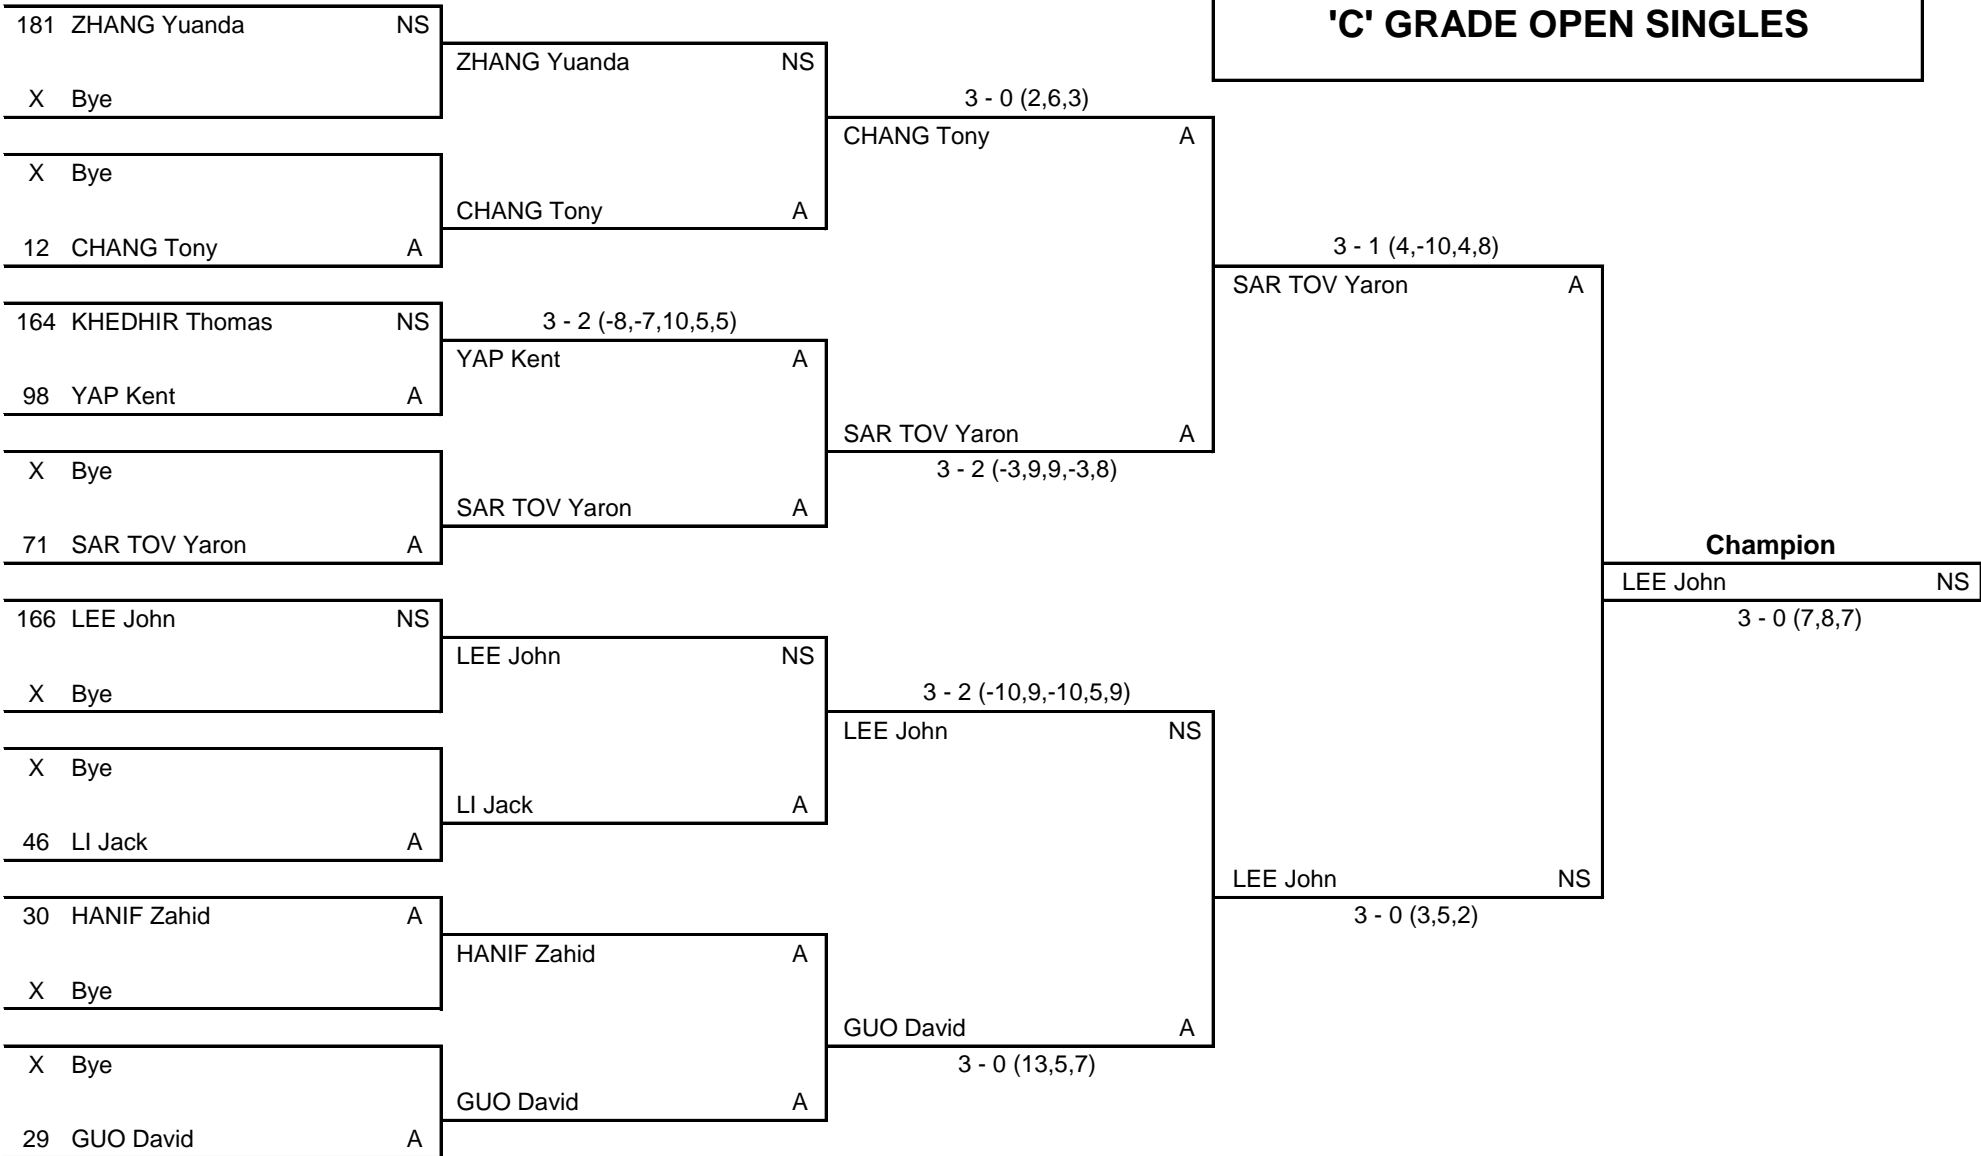 'C' GRADE OPEN SINGLES
181 ZHANG Yuanda NS
X Bye
X Bye
12 CHANG Tony A
164 KHEDHIR Thomas NS
98 YAP Kent A
X Bye
71 SAR TOV Yaron A
166 LEE John NS
X Bye
X Bye
46 LI Jack A
30 HANIF Zahid A
X Bye
X Bye
29 GUO David A
ZHANG Yuanda NS
CHANG Tony A
3 - 2 (-8,-7,10,5,5)
YAP Kent A
SAR TOV Yaron A
LEE John NS
LI Jack A
HANIF Zahid A
GUO David A
3 - 0 (2,6,3)
CHANG Tony A
SAR TOV Yaron A
3 - 2 (-3,9,9,-3,8)
3 - 2 (-10,9,-10,5,9)
LEE John NS
GUO David A
3 - 0 (13,5,7)
3 - 1 (4,-10,4,8)
SAR TOV Yaron A
LEE John NS
3 - 0 (3,5,2)
Champion
LEE John NS
3 - 0 (7,8,7)